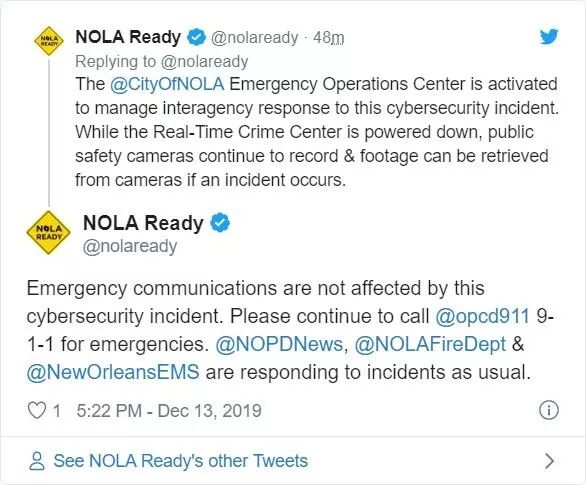 NOLA Ready @nolaready · 48m
NOLA
READY
Replying to @nolaready
The @CityOfNOLA Emergency Operations Center is activated
to manage interagency response to this cybersecurity incident.
While the Real-Time Crime Center is powered down, public
safety cameras continue to record & footage can be retrieved
from cameras if an incident occurs.
NOLA Ready
NOLA
READY
@nolaready
Emergency communications are not affected by this
cybersecurity incident. Please continue to call @opcd911 9-
1-1 for emergencies. @NOPDNews, @NOLAFireDept &
@NewOrleansEMS are responding to incidents as usual.
1 5:22 PM - Dec 13, 2019
See NOLA Ready's other Tweets